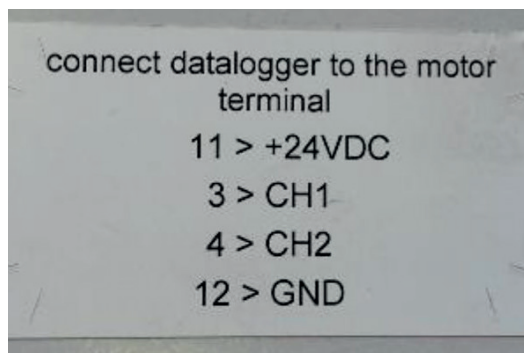 connect datalogger to the motor
terminal
11 > +24VDC
3 > CH1
4 > CH2
12 > GND